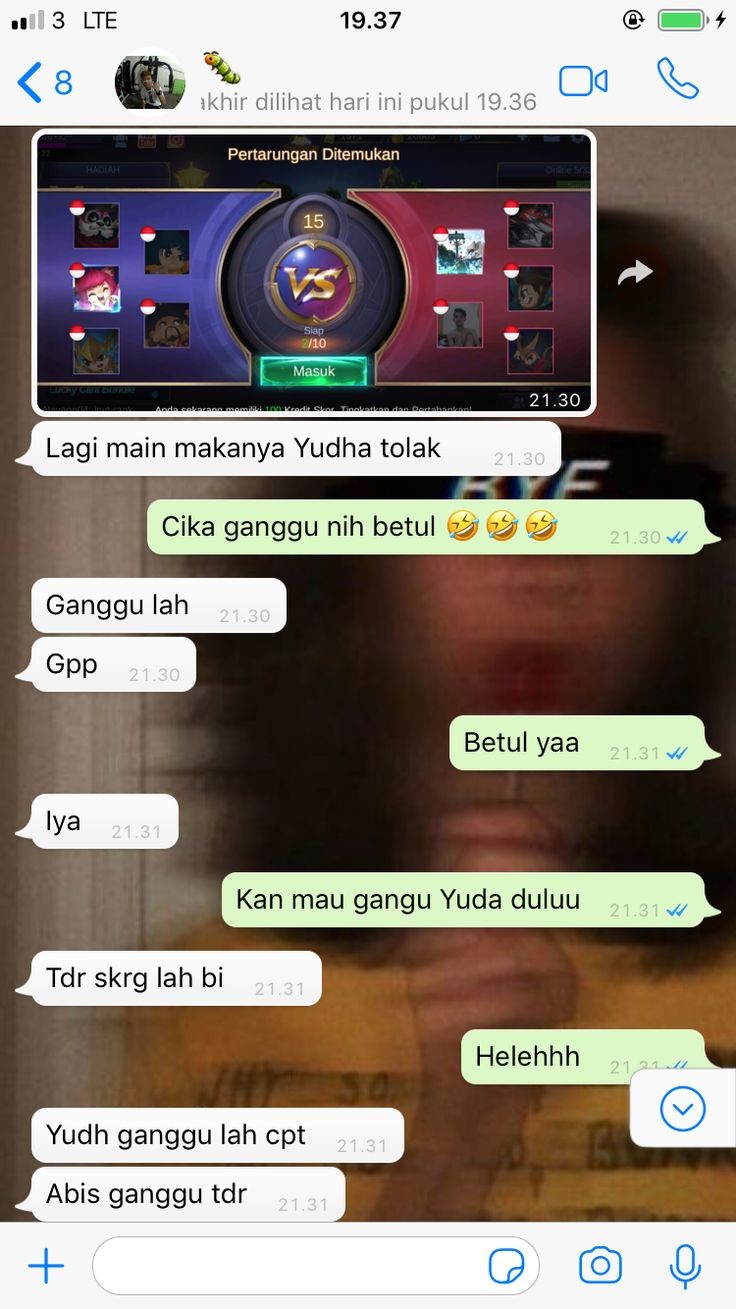 3 LTE 19.37
8
akhir dilihat hari ini pukul 19.36
Pertarungan Ditemukan
HADIAH
15
VS
Siap
2/10
Masuk
Lucky Card Bundle
Anda sekarang memiliki 100 Kredit Skor, Tingkatkan dan Pertahankan!
21.30
Lagi main makanya Yudha tolak 21.30
Cika ganggu nih betul 🤣🤣🤣 21.30
Ganggu lah 21.30
Gpp 21.30
Betul yaa 21.31
Iya 21.31
Kan mau gangu Yuda duluu 21.31
Tdr skrg lah bi 21.31
Helehhh 21.31
Yudh ganggu lah cpt 21.31
Abis ganggu tdr 21.31